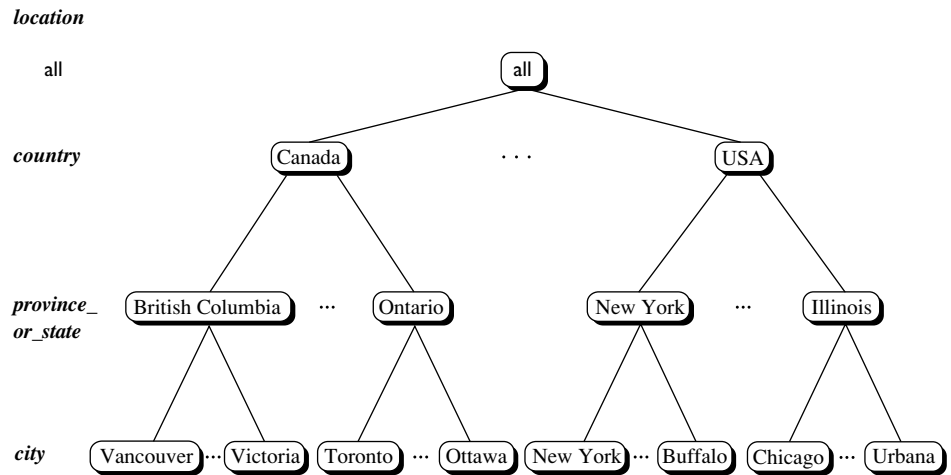 location
all all
country Canada ... USA
province_ British Columbia ... Ontario New York ... Illinois
or_state
city Vancouver ... Victoria Toronto ... Ottawa New York ... Buffalo Chicago ... Urbana